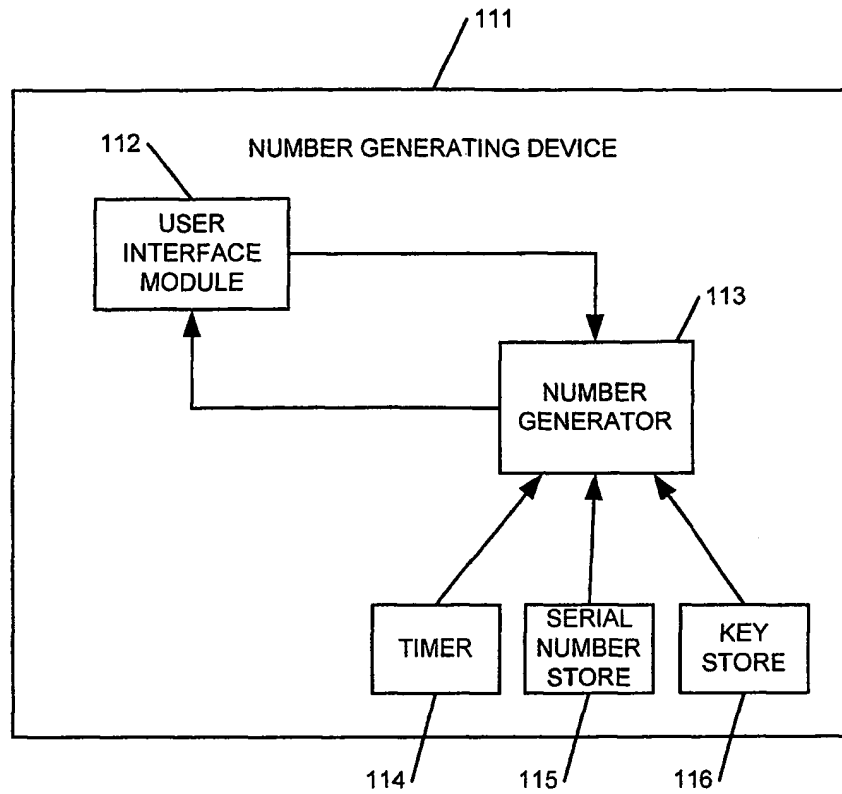 111
NUMBER GENERATING DEVICE
112
USER
INTERFACE
MODULE
113
NUMBER
GENERATOR
TIMER
SERIAL
NUMBER
STORE
KEY
STORE
114
115
116